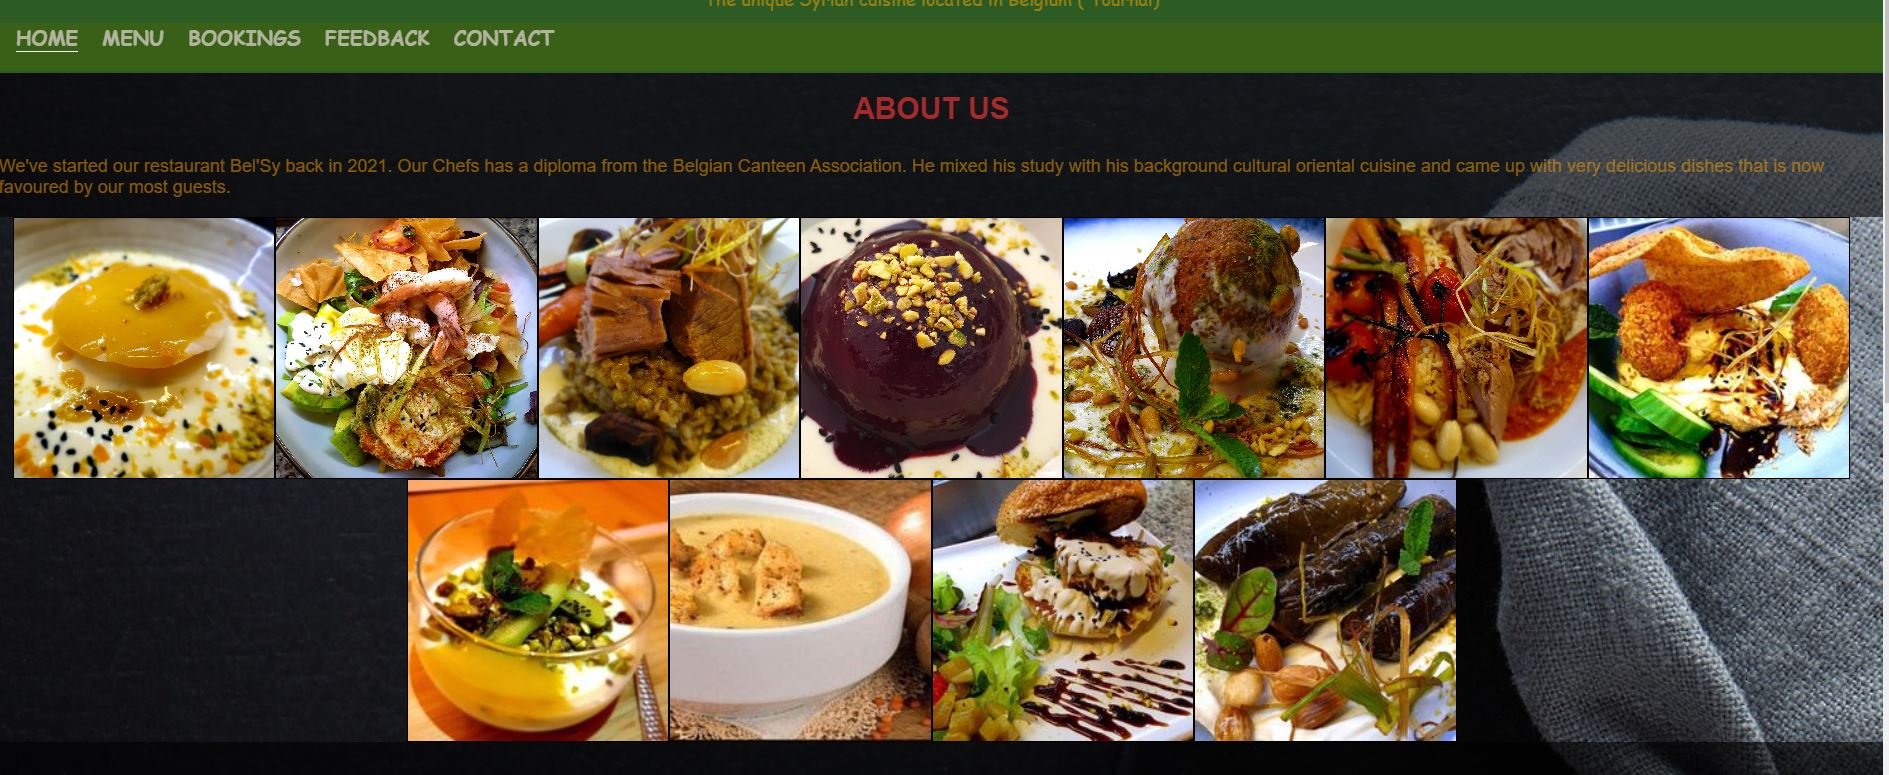 The unique Syrian cuisine located in Belgium ( Tournai)
HOME MENU BOOKINGS FEEDBACK CONTACT
ABOUT US
We've started our restaurant Bel'Sy back in 2021. Our Chefs has a diploma from the Belgian Canteen Association. He mixed his study with his background cultural oriental cuisine and came up with very delicious dishes that is now
favoured by our most guests.